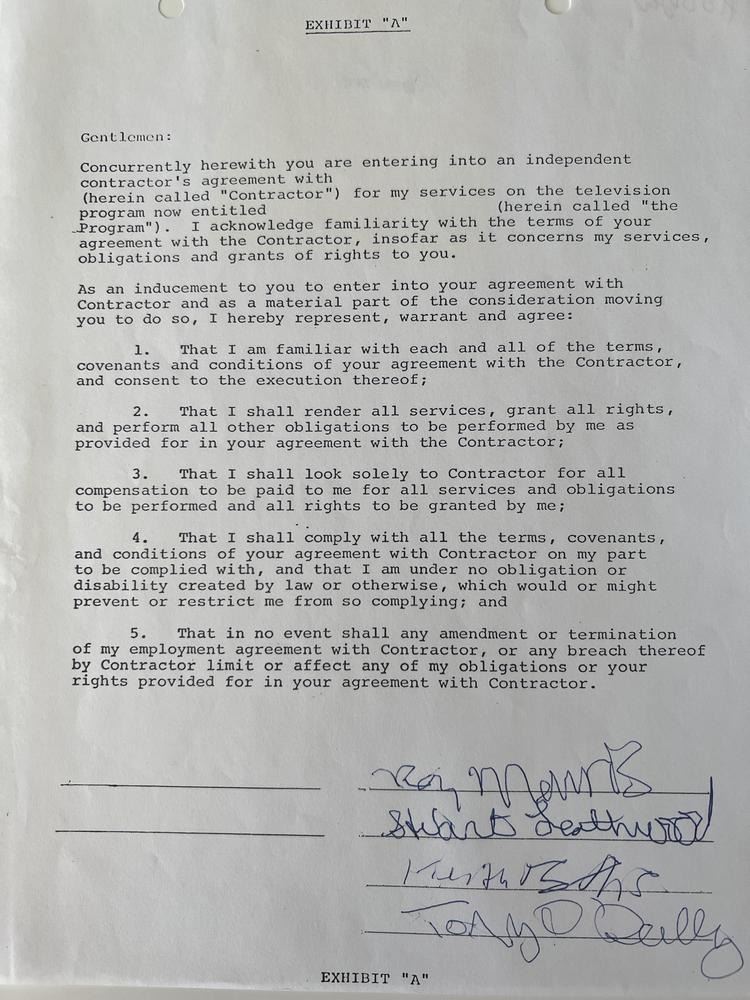 EXHIBIT "A"
Gentlemen:
Concurrently herewith you are entering into an independent
contractor's agreement with
(herein called "Contractor") for my services on the television
program now entitled (herein called "the
Program"). I acknowledge familiarity with the terms of your
agreement with the Contractor, insofar as it concerns my services,
obligations and grants of rights to you.
As an inducement to you to enter into your agreement with
Contractor and as a material part of the consideration moving
you to do so, I hereby represent, warrant and agree:
1. That I am familiar with each and all of the terms,
covenants and conditions of your agreement with the Contractor,
and consent to the execution thereof;
2. That I shall render all services, grant all rights,
and perform all other obligations to be performed by me as
provided for in your agreement with the Contractor;
3. That I shall look solely to Contractor for all
compensation to be paid to me for all services and obligations
to be performed and all rights to be granted by me;
4. That I shall comply with all the terms, covenants,
and conditions of your agreement with Contractor on my part
to be complied with, and that I am under no obligation or
disability created by law or otherwise, which would or might
prevent or restrict me from so complying; and
5. That in no event shall any amendment or termination
of my employment agreement with Contractor, or any breach thereof
by Contractor limit or affect any of my obligations or your
rights provided for in your agreement with Contractor.
Roy
Stuart Leathwood
Tony O Reilly
EXHIBIT "A"